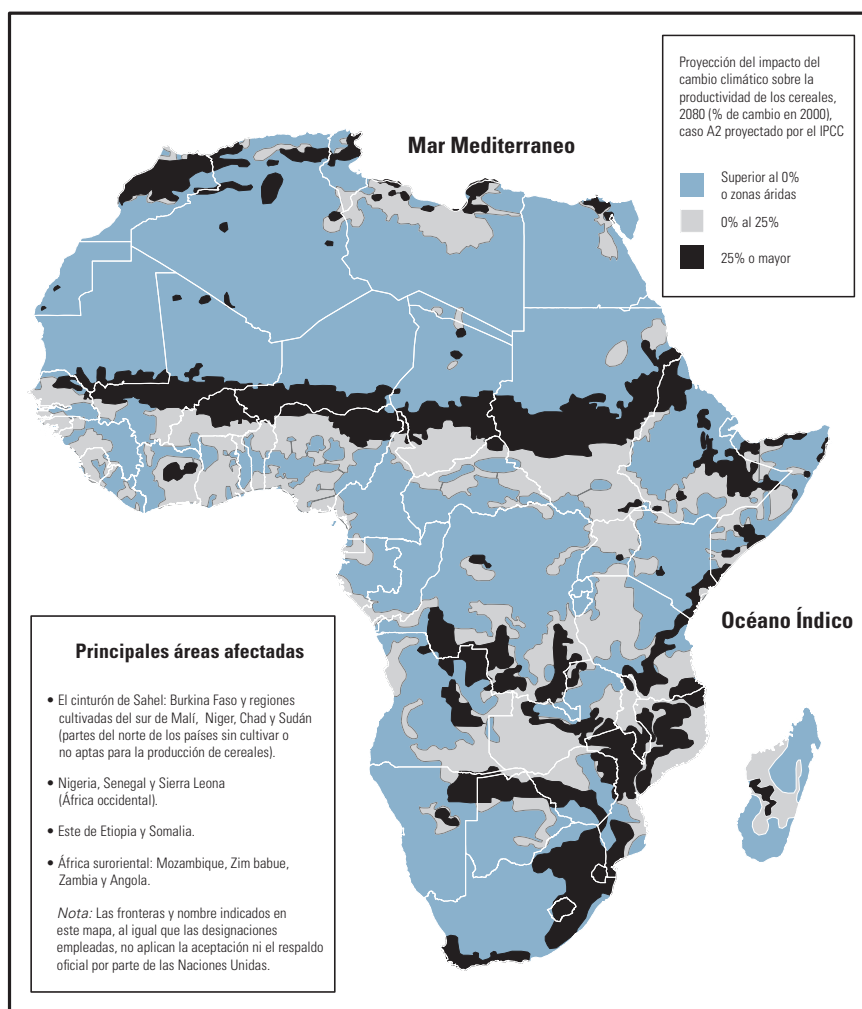 Proyección del impacto del
cambio climático sobre la
productividad de los cereales,
2080 (% de cambio en 2000),
caso A2 proyectado por el IPCC
Superior al 0%
o zonas áridas
0% al 25%
25% o mayor
Mar Mediterraneo
Océano Índico
Principales áreas afectadas
• El cinturón de Sahel: Burkina Faso y regiones
cultivadas del sur de Malí, Niger, Chad y Sudán
(partes del norte de los países sin cultivar o
no aptas para la producción de cereales).
• Nigeria, Senegal y Sierra Leona
(África occidental).
• Este de Etiopia y Somalia.
• África suroriental: Mozambique, Zim babue,
Zambia y Angola.
Nota: Las fronteras y nombre indicados en
este mapa, al igual que las designaciones
empleadas, no aplican la aceptación ni el respaldo
oficial por parte de las Naciones Unidas.